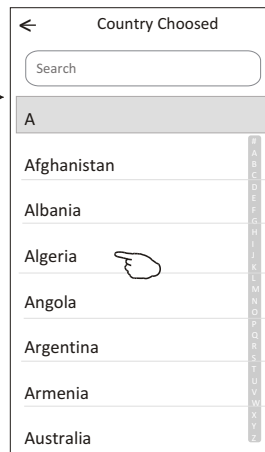 Country Choosed
Search
A
Afghanistan
Albania
Algeria
Angola
Argentina
Armenia
Australia
#
A
B
C
D
E
F
G
H
I
J
K
L
M
N
O
P
Q
R
S
T
U
V
W
X
Y
Z